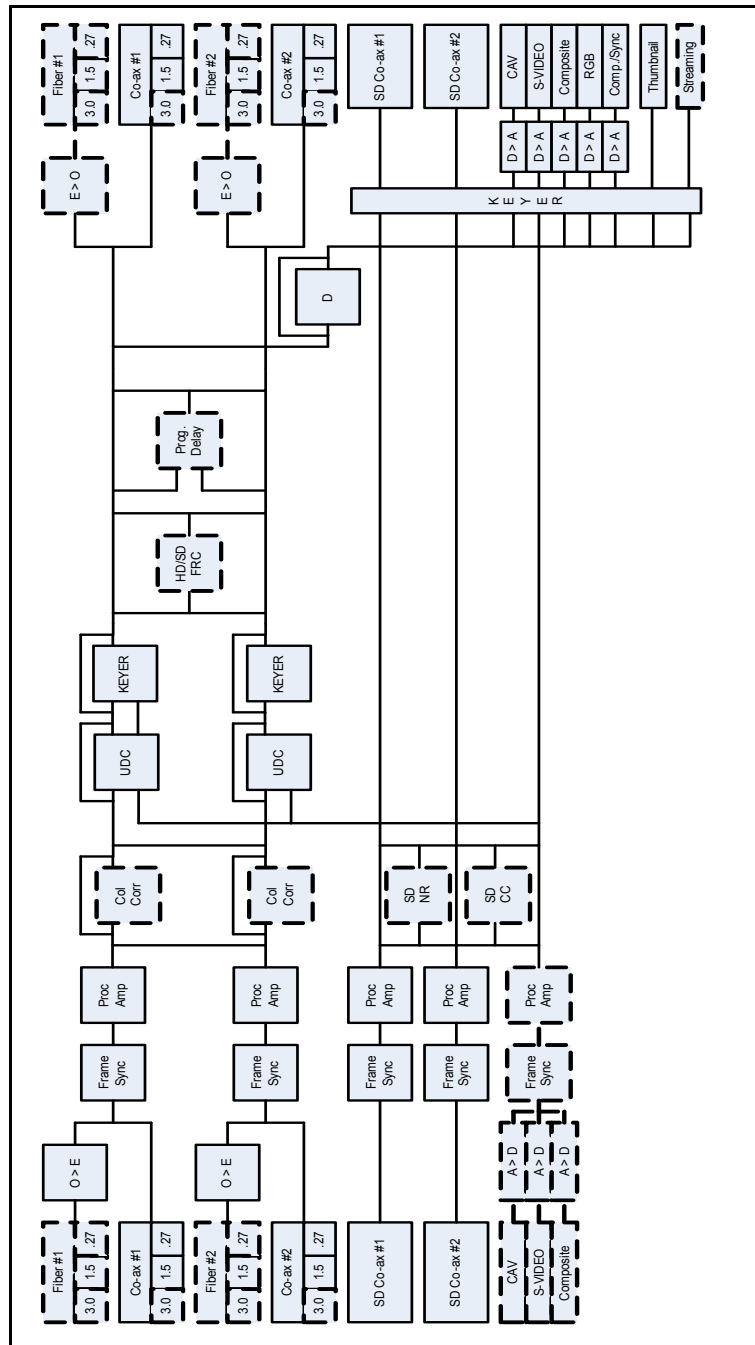 Fiber #1
3.0 1.5 .27
Co-ax #1
3.0 1.5 .27
Fiber #2
3.0 1.5 .27
Co-ax #2
3.0 1.5 .27
SD Co-ax #1
SD Co-ax #2
CAV
S-VIDEO
Composite
O > E
O > E
A > D
A > D
A > D
Frame
Sync
Frame
Sync
Frame
Sync
Frame
Sync
Frame
Sync
Proc
Amp
Proc
Amp
Proc
Amp
Proc
Amp
Proc
Amp
Col
Corr
Col
Corr
SD
NR
SD
CC
UDC
UDC
KEYER
KEYER
HD/SD
FRC
Prog.
Delay
D
K E Y E R
E > O
E > O
D > A
D > A
D > A
D > A
D > A
Fiber #1
3.0 1.5 .27
Co-ax #1
3.0 1.5 .27
Fiber #2
3.0 1.5 .27
Co-ax #2
3.0 1.5 .27
SD Co-ax #1
SD Co-ax #2
CAV
S-VIDEO
Composite
RGB
Comp./Sync
Thumbnail
Streaming